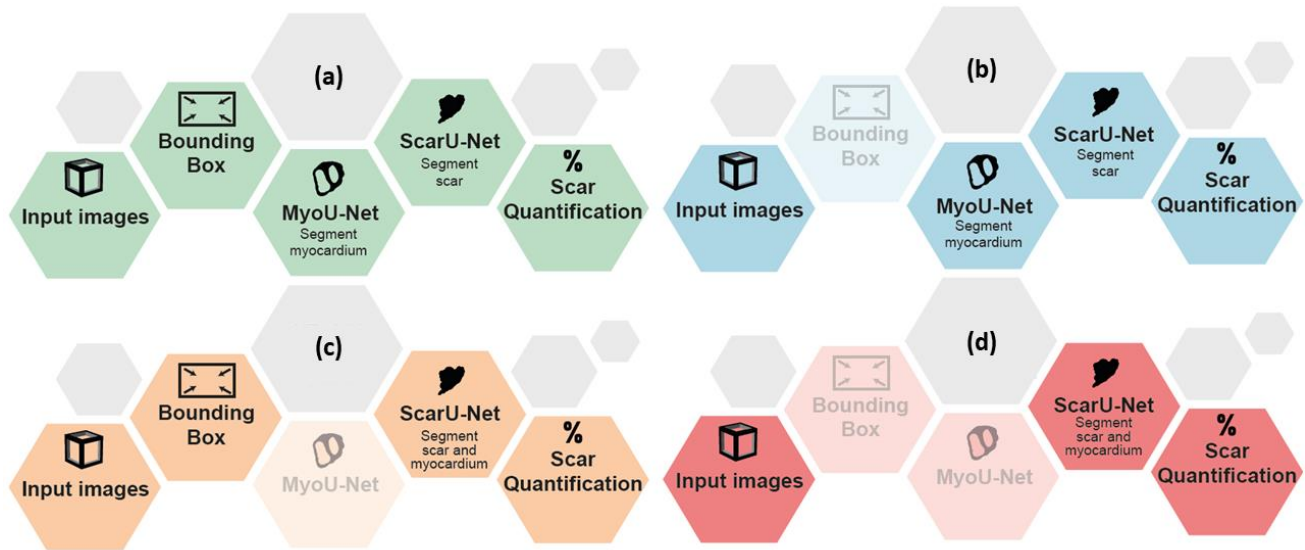 (a)
Bounding
Box
ScarU-Net
Segment
scar
Input images
MyoU-Net
Segment
myocardium
%
Scar
Quantification
(b)
Bounding
Box
ScarU-Net
Segment
scar
Input images
MyoU-Net
Segment
myocardium
%
Scar
Quantification
(c)
Bounding
Box
ScarU-Net
Segment
scar and
myocardium
Input images
MyoU-Net
%
Scar
Quantification
(d)
Bounding
Box
ScarU-Net
Segment
scar and
myocardium
Input images
MyoU-Net
%
Scar
Quantification